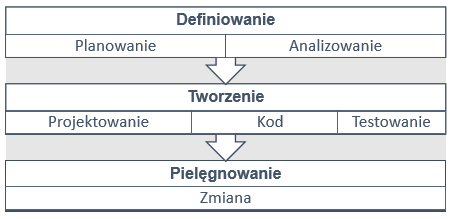 Definiowanie
Planowanie Analizowanie
Tworzenie
Projektowanie Kod Testowanie
Pielęgnowanie
Zmiana